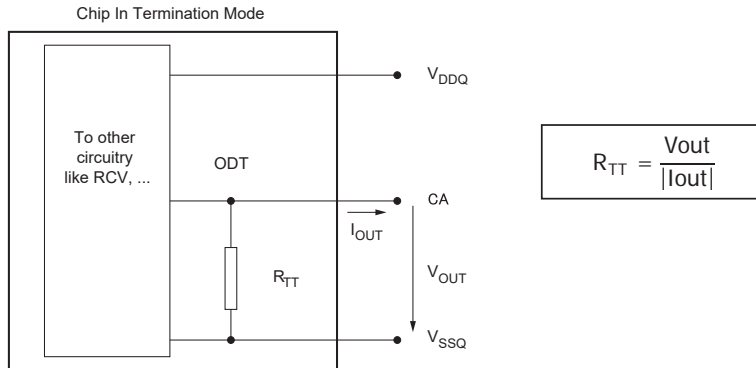 Chip In Termination Mode
To other
circuitry
like RCV, ...
ODT
R_TT
I_OUT
V_DDQ
CA
V_OUT
V_SSQ
R_TT = Vout / |Iout|